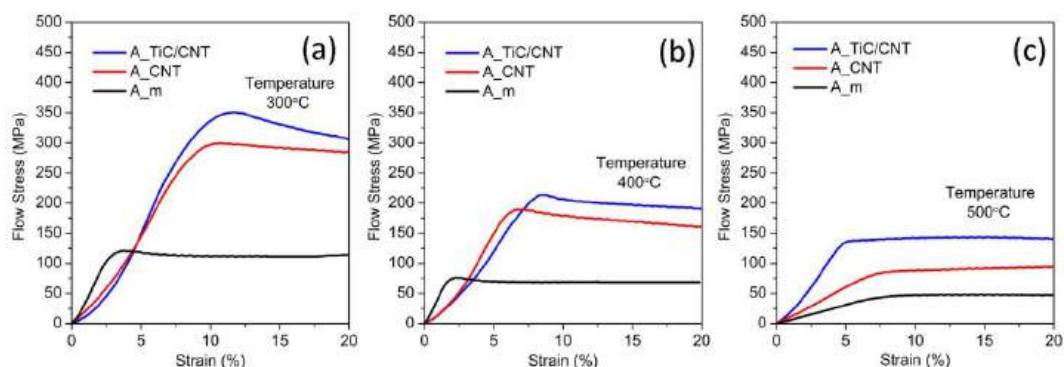 (a)
A_TiC/CNT
A_CNT
A_m
Temperature
300°C
Flow Stress (MPa)
500
450
400
350
300
250
200
150
100
50
0
0 5 10 15 20
Strain (%)
(b)
A_TiC/CNT
A_CNT
A_m
Temperature
400°C
Flow Stress (MPa)
500
450
400
350
300
250
200
150
100
50
0
0 5 10 15 20
Strain (%)
(c)
A_TiC/CNT
A_CNT
A_m
Temperature
500°C
Flow Stress (MPa)
500
450
400
350
300
250
200
150
100
50
0
0 5 10 15 20
Strain (%)